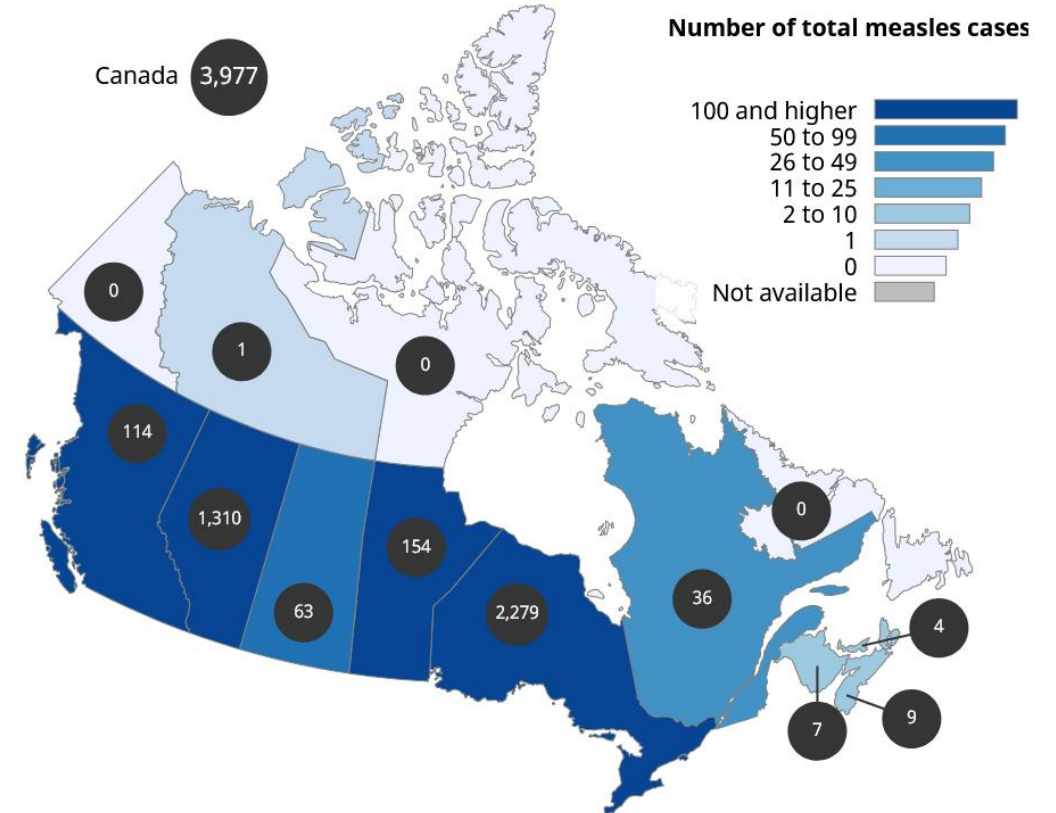 Number of total measles cases
Canada 3,977
100 and higher
50 to 99
26 to 49
11 to 25
2 to 10
1
0
Not available
0
1
0
114
1,310
63
154
2,279
36
0
4
9
7